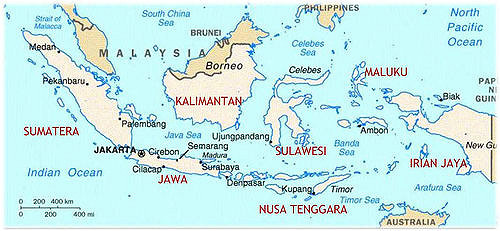 South China
Sea
PHILIPPINES
North
Pacific
Ocean
Strait of
Malacca
BRUNEI
Medan
MALAYSIA
Celebes
Sea
Borneo
Celebes
MALUKU
Pekanbaru
KALIMANTAN
Biak
PAP
NE
GUIN
SUMATERA
Palembang
Java Sea
Ujungpandang
Ambon
JAKARTA
Cirebon
Semarang
Madura
SULAWESI
Banda
Sea
New Gu
IRIAN JAYA
Indian Ocean
Cilacap
Surabaya
JAWA
Denpasar
Kupang
Timor
Arafura Sea
Timor Sea
NUSA TENGGARA
0 200 400 km
0 200 400 mi
AUSTRALIA